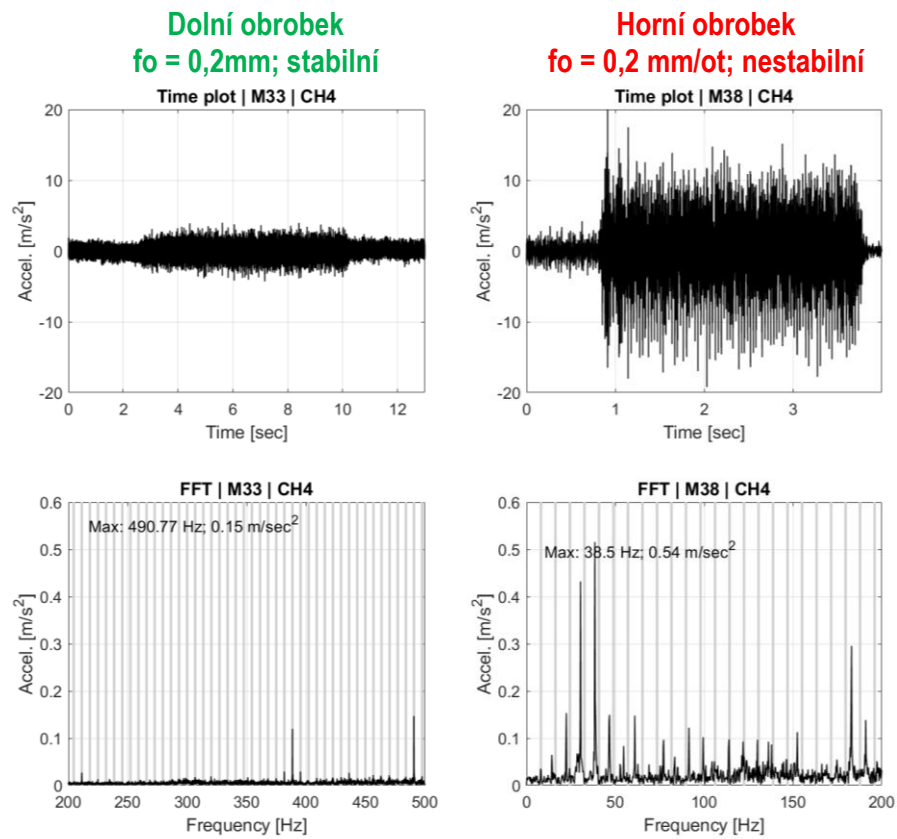 Dolní obrobek
fo = 0,2mm; stabilní
Horní obrobek
fo = 0,2 mm/ot; nestabilní
Time plot | M33 | CH4
20
10
0
-10
-20
Accel. [m/s²]
0 2 4 6 8 10 12
Time [sec]
Time plot | M38 | CH4
20
10
0
-10
-20
Accel. [m/s²]
0 1 2 3
Time [sec]
FFT | M33 | CH4
Max: 490.77 Hz; 0.15 m/sec²
0.6
0.5
0.4
0.3
0.2
0.1
0
Accel. [m/s²]
200 250 300 350 400 450 500
Frequency [Hz]
FFT | M38 | CH4
Max: 38.5 Hz; 0.54 m/sec²
0.6
0.5
0.4
0.3
0.2
0.1
0
Accel. [m/s²]
0 50 100 150 200
Frequency [Hz]